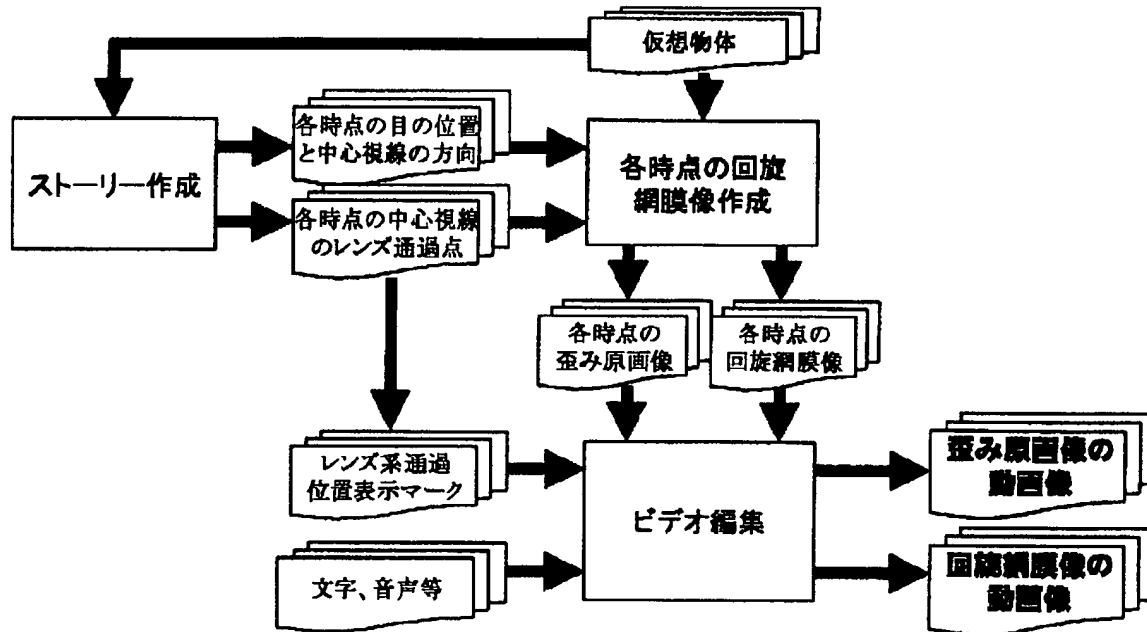 仮想物体
各時点の目の位置
と中心視線の方向
ストーリー作成
各時点の回旋
網膜像作成
各時点の中心視線
のレンズ通過点
各時点の
歪み原画像
各時点の
回旋網膜像
レンズ系通過
位置表示マーク
ビデオ編集
歪み原画像の
動画像
文字、音声等
回旋網膜像の
動画像